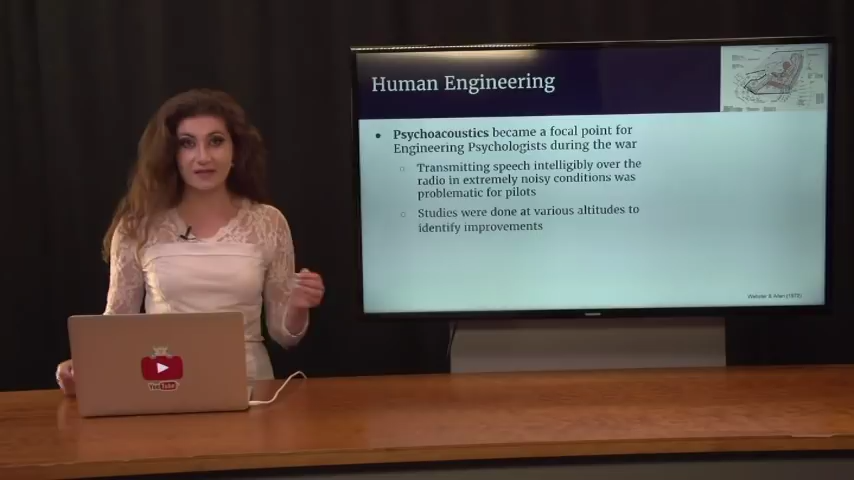 Human Engineering
Psychoacoustics became a focal point for
Engineering Psychologists during the war
Transmitting speech intelligibly over the
radio in extremely noisy conditions was
problematic for pilots
Studies were done at various altitudes to
identify improvements
(1972)
YouTube